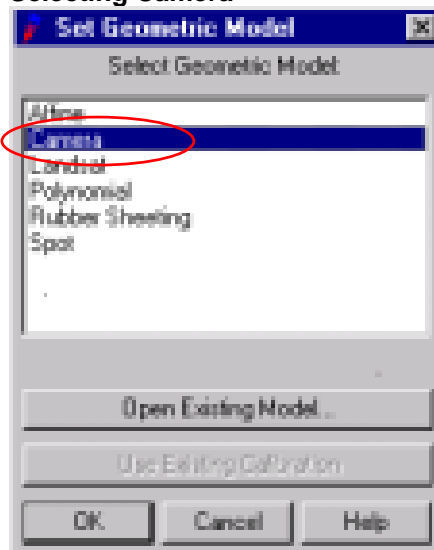 Selecting Camera
Set Geometric Model
Select Geometric Model:
Affine
Camera
Landsat
Polynomial
Rubber Sheeting
Spot
Open Existing Model...
Use Existing Calibration
OK
Cancel
Help